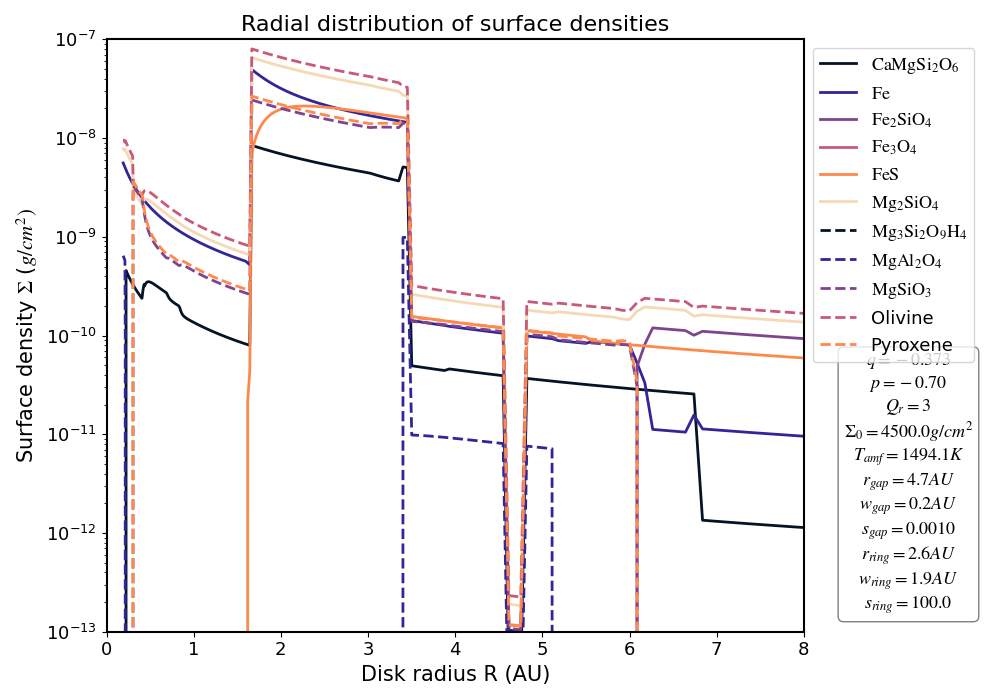 Radial distribution of surface densities
Surface density Σ (g/cm²)
10⁻⁷
10⁻⁸
10⁻⁹
10⁻¹⁰
10⁻¹¹
10⁻¹²
10⁻¹³
0 1 2 3 4 5 6 7 8
Disk radius R (AU)
CaMgSi₂O₆
Fe
Fe₂SiO₄
Fe₃O₄
FeS
Mg₂SiO₄
Mg₃Si₂O₉H₄
MgAl₂O₄
MgSiO₃
Olivine
Pyroxene
q = −0.373
p = −0.70
Qᵣ = 3
Σ₀ = 4500.0g/cm²
T_amf = 1494.1K
r_gap = 4.7AU
w_gap = 0.2AU
s_gap = 0.0010
r_ring = 2.6AU
w_ring = 1.9AU
s_ring = 100.0